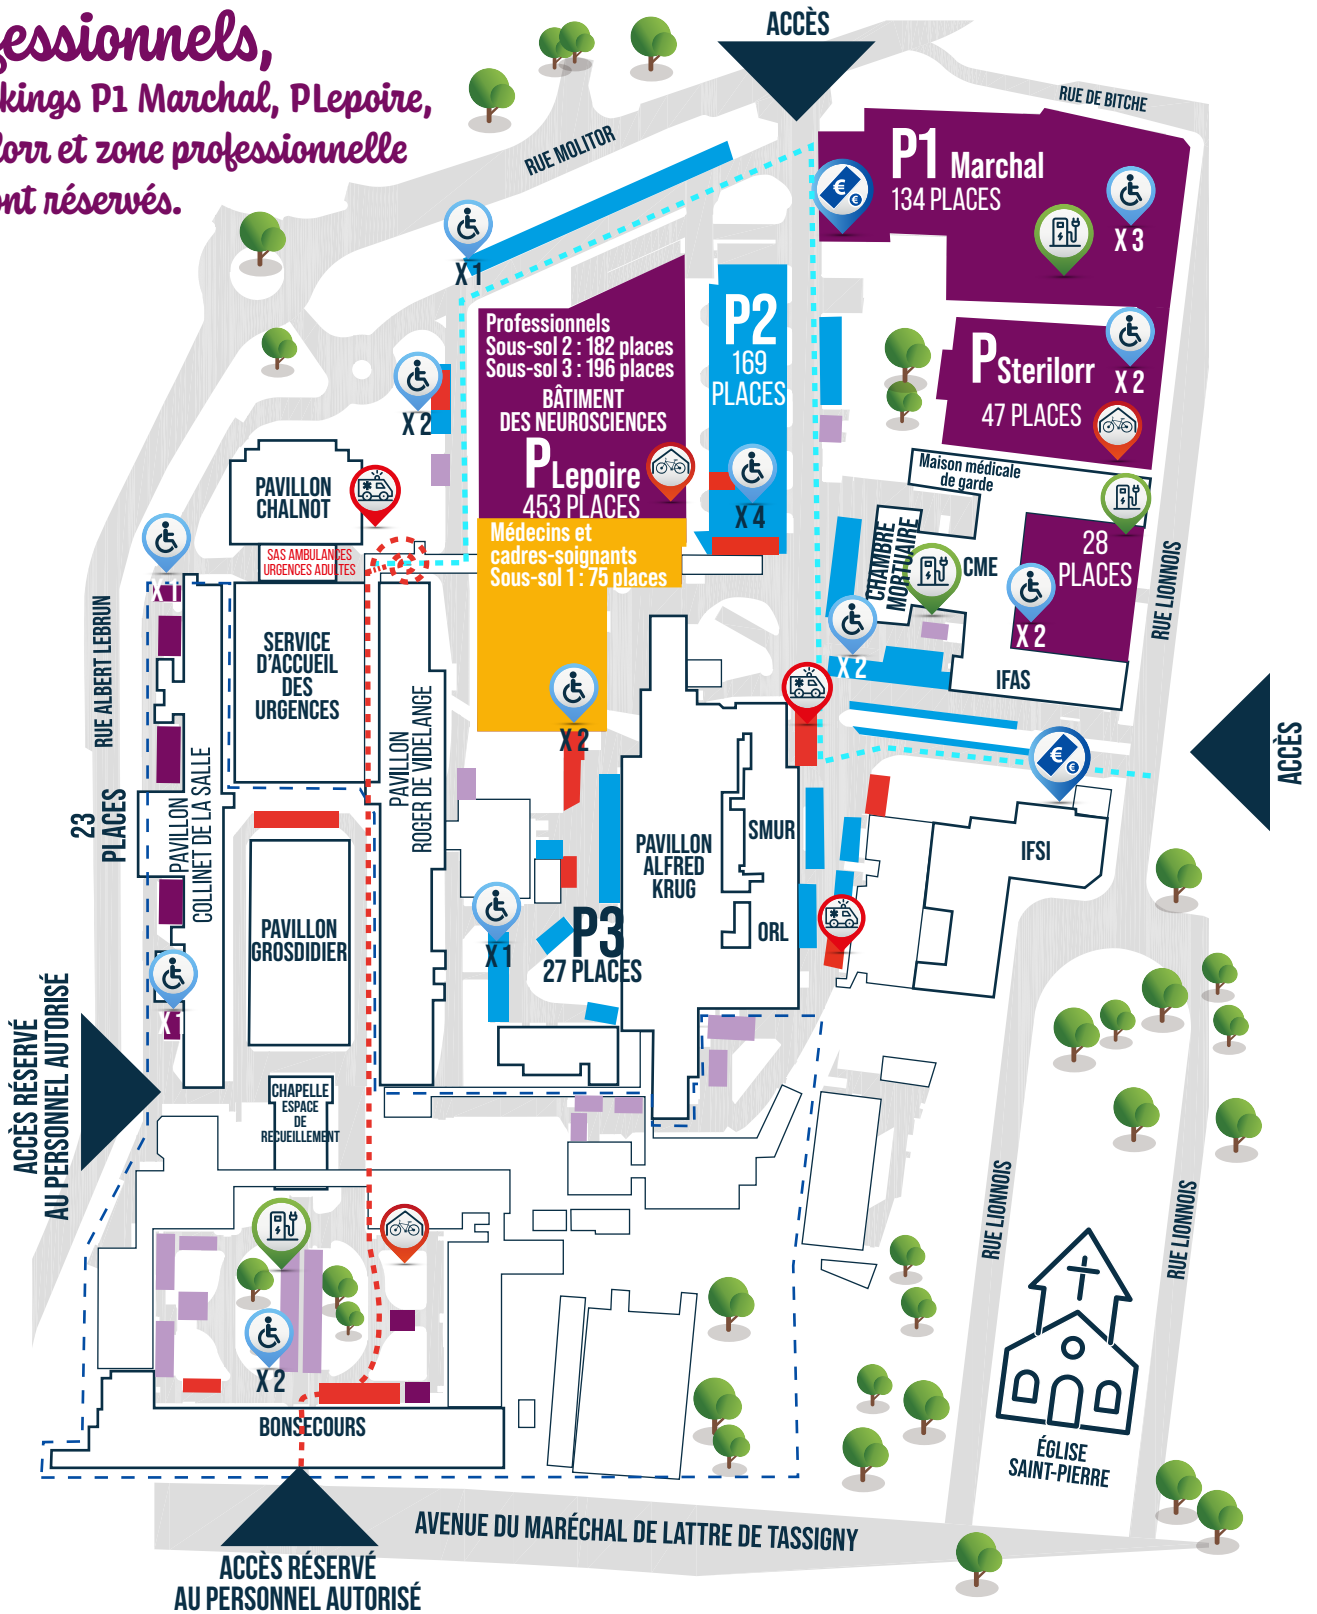 essionnels,
kings P1 Marchal, PLepoire,
lorr et zone professionnelle
nt réservés.
ACCÈS
RUE DE BITCHE
RUE MOLITOR
P1 Marchal
134 PLACES
X 3
X 1
P2
169
PLACES
X 4
Professionnels
Sous-sol 2 : 182 places
Sous-sol 3 : 196 places
BÂTIMENT
DES NEUROSCIENCES
P Lepoire
453 PLACES
Médecins et
cadres-soignants
Sous-sol 1 : 75 places
X 2
P Sterilorr
X 2
47 PLACES
X 2
Maison médicale
de garde
PAVILLON
CHALNOT
SAS AMBULANCES
URGENCES ADULTES
CHAMBRE
MORTUAIRE
CME
28
PLACES
X 2
IFAS
X 2
RUE LIONNOIS
X 1
RUE ALBERT LEBRUN
SERVICE
D'ACCUEIL
DES
URGENCES
PAVILLON
ROGER DE VIDELANGE
23
PLACES
PAVILLON
COLLINET DE LA SALLE
PAVILLON
ALFRED
KRUG
SMUR
ORL
IFSI
ACCÈS
PAVILLON
GROSDIDIER
P3
27 PLACES
X 1
X 1
ACCÈS RÉSERVÉ
AU PERSONNEL AUTORISÉ
CHAPELLE
ESPACE
DE
RECUEILLEMENT
X 2
BONSECOURS
RUE LIONNOIS
RUE LIONNOIS
ÉGLISE
SAINT-PIERRE
AVENUE DU MARÉCHAL DE LATTRE DE TASSIGNY
ACCÈS RÉSERVÉ
AU PERSONNEL AUTORISÉ